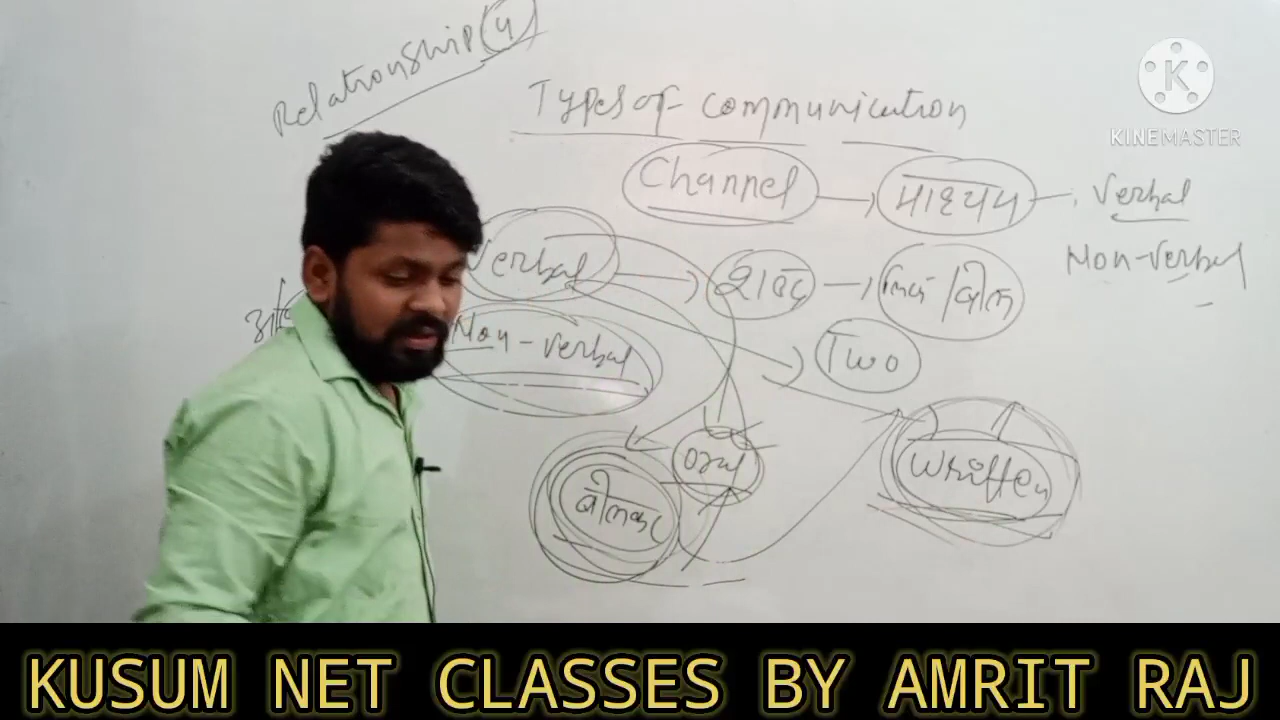 Relationship (4)
Types of communication
Channel → माध्यम - verbal
Non-verbal
verbal → शब्द → लिख/बोल
Non-verbal
Two
oral
written
बोलकर
KINEMASTER
KUSUM NET CLASSES BY AMRIT RAJ